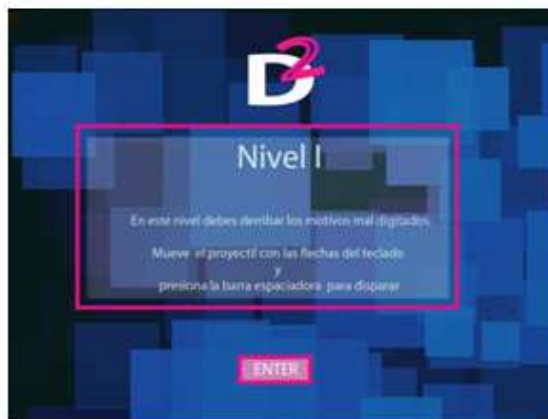 D2
Nivel I
En este nivel debes derribar los motivos mal digitados
Mueve el proyectil con las flechas del teclado
y
presiona la barra espaciadora para disparar
ENTER